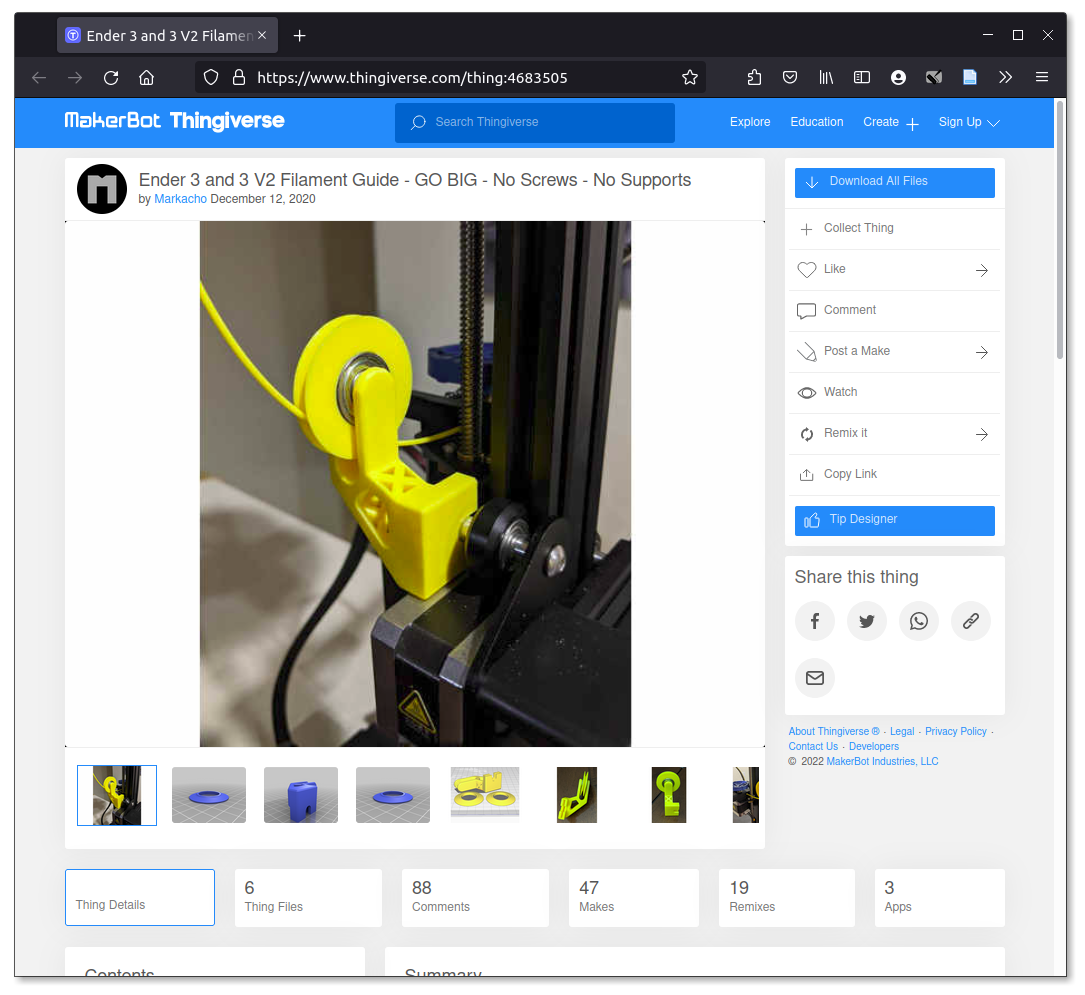 Ender 3 and 3 V2 Filamen
https://www.thingiverse.com/thing:4683505
MakerBot Thingiverse
Search Thingiverse
Explore
Education
Create
Sign Up
Ender 3 and 3 V2 Filament Guide - GO BIG - No Screws - No Supports
by Markacho December 12, 2020
Download All Files
Collect Thing
Like
Comment
Post a Make
Watch
Remix it
Copy Link
Tip Designer
Share this thing
About Thingiverse ® · Legal · Privacy Policy ·
Contact Us · Developers
© 2022 MakerBot Industries, LLC
Thing Details
6
Thing Files
88
Comments
47
Makes
19
Remixes
3
Apps
Contents
Summary